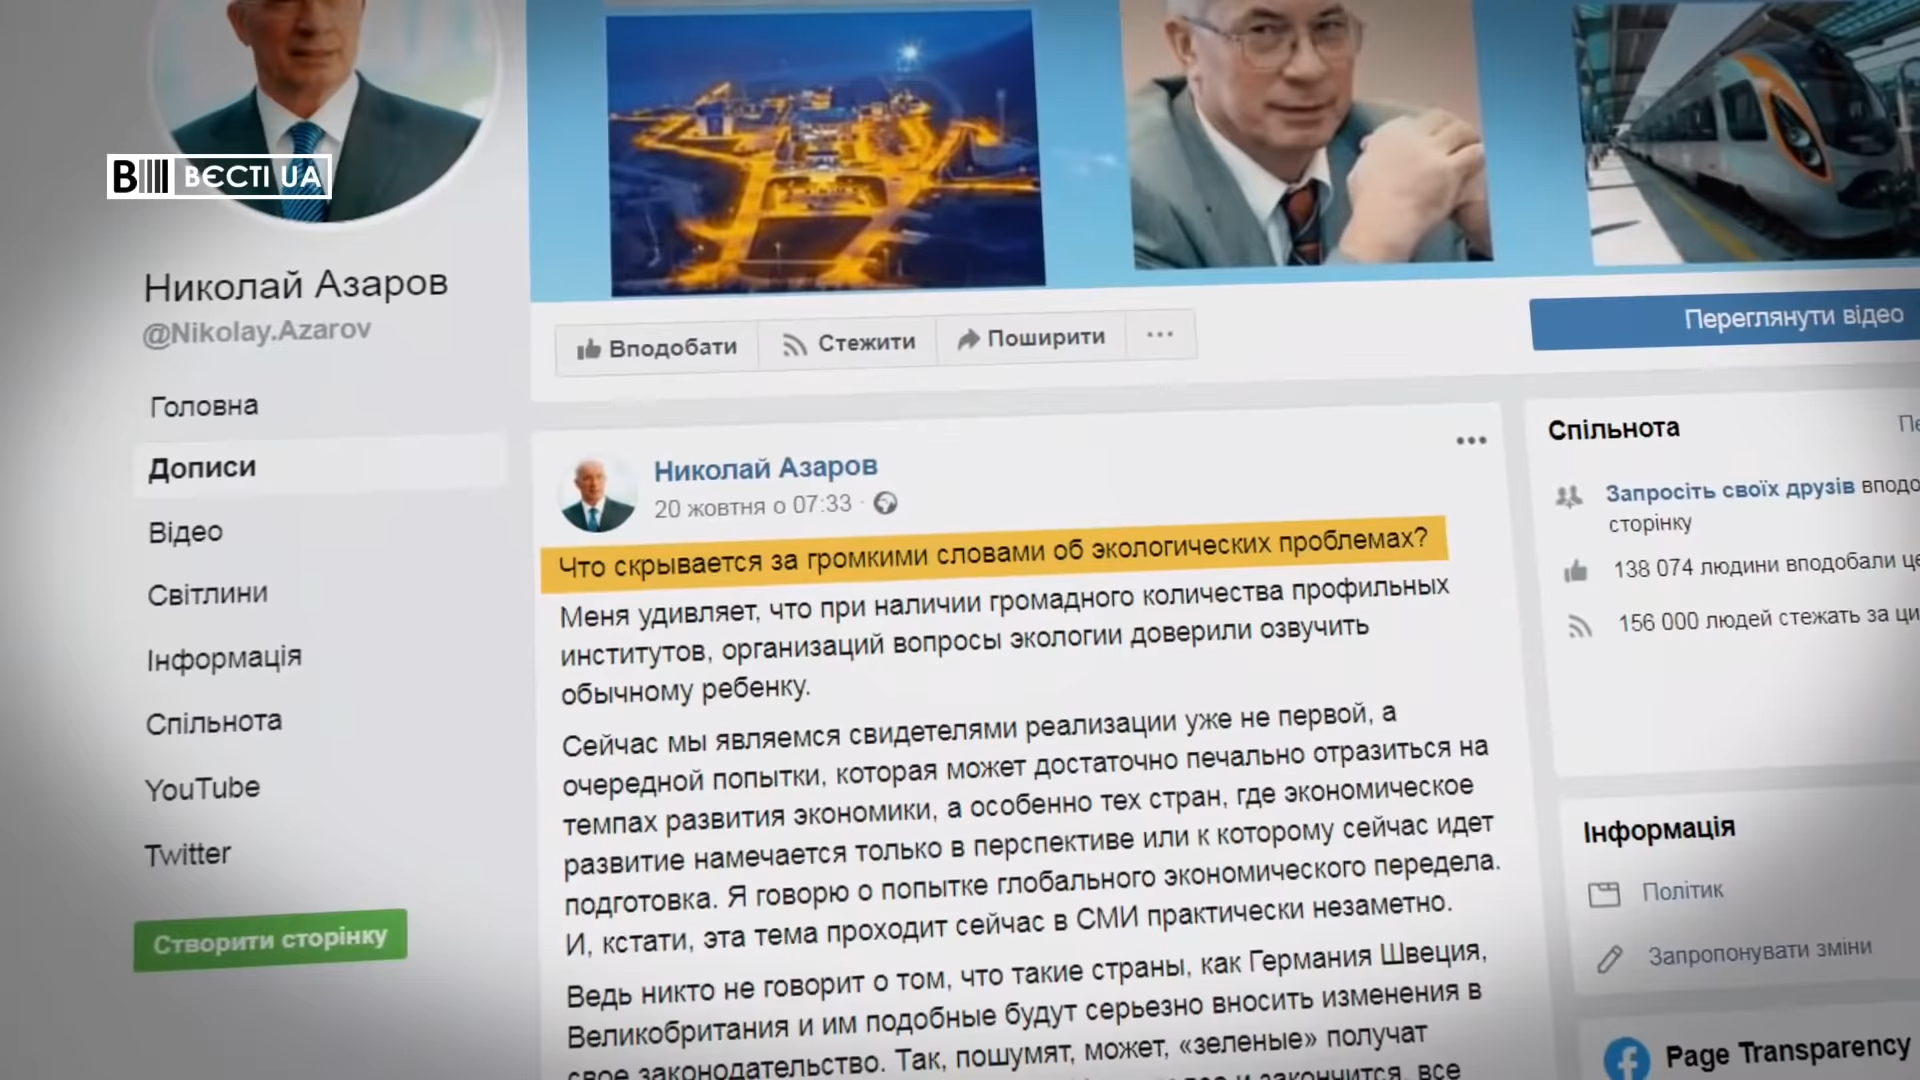 В
ВЄСТІ UA
Николай Азаров
@Nikolay.Azarov
Головна
Дописи
Відео
Світлини
Інформація
Спільнота
YouTube
Twitter
Створити сторінку
Вподобати
Стежити
Поширити
Переглянути відео
Николай Азаров
20 жовтня о 07:33 ·
Что скрывается за громкими словами об экологических проблемах?
Меня удивляет, что при наличии громадного количества профильных
институтов, организаций вопросы экологии доверили озвучить
обычному ребенку.
Сейчас мы являемся свидетелями реализации уже не первой, а
очередной попытки, которая может достаточно печально отразиться на
темпах развития экономики, а особенно тех стран, где экономическое
развитие намечается только в перспективе или к которому сейчас идет
подготовка. Я говорю о попытке глобального экономического передела.
И, кстати, эта тема проходит сейчас в СМИ практически незаметно.
Ведь никто не говорит о том, что такие страны, как Германия Швеция,
Великобритания и им подобные будут серьезно вносить изменения в
свое законодательство. Так, пошумят, может, «зеленые» получат
и закончится, все
Спільнота
Запросіть своїх друзів
сторінку
138 074 людини вподобали
156 000 людей стежать за
Інформація
Політик
Запропонувати зміни
Page Transparency